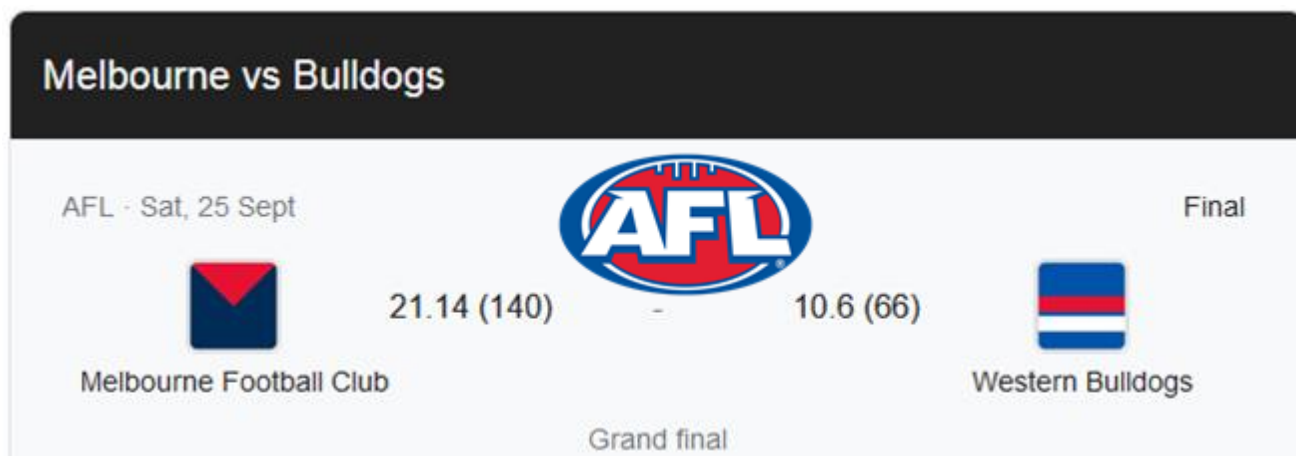 Melbourne vs Bulldogs
AFL · Sat, 25 Sept
AFL
®
Final
21.14 (140) - 10.6 (66)
Melbourne Football Club
Western Bulldogs
Grand final